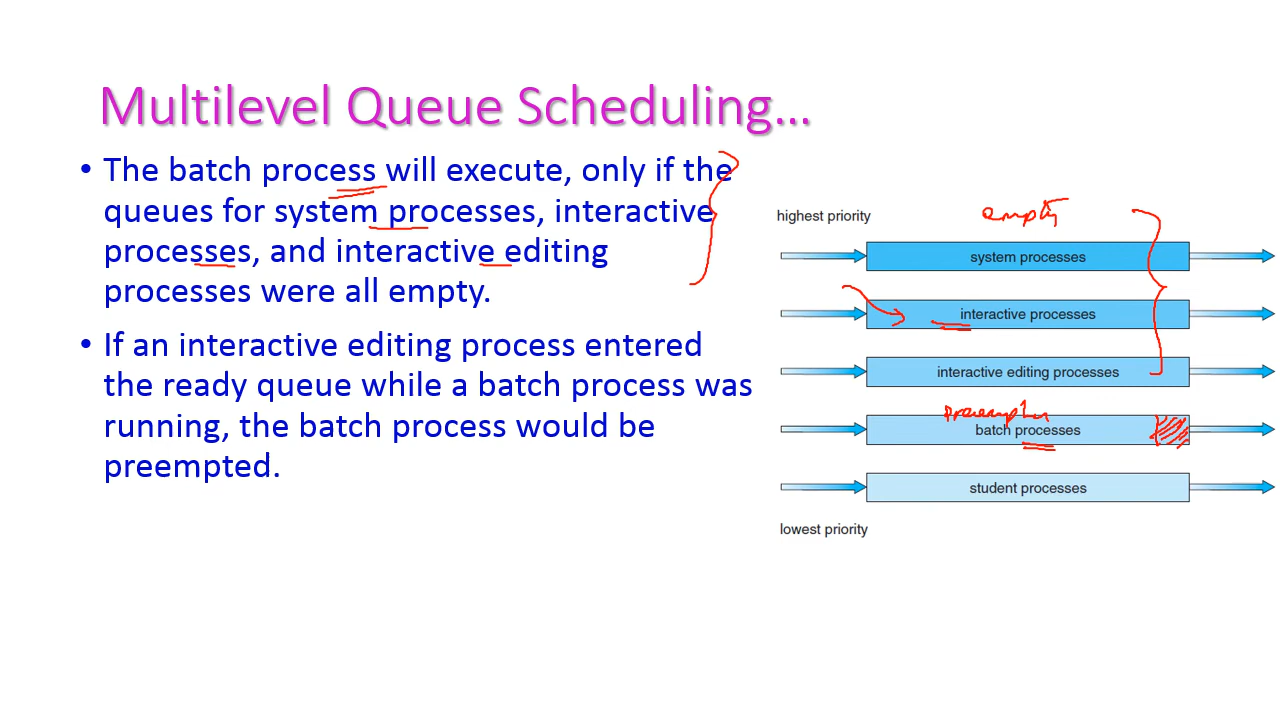 Multilevel Queue Scheduling...
• The batch process will execute, only if the
queues for system processes, interactive
processes, and interactive editing
processes were all empty.
• If an interactive editing process entered
the ready queue while a batch process was
running, the batch process would be
preempted.
highest priority
empty
system processes
interactive processes
interactive editing processes
batch processes
student processes
lowest priority